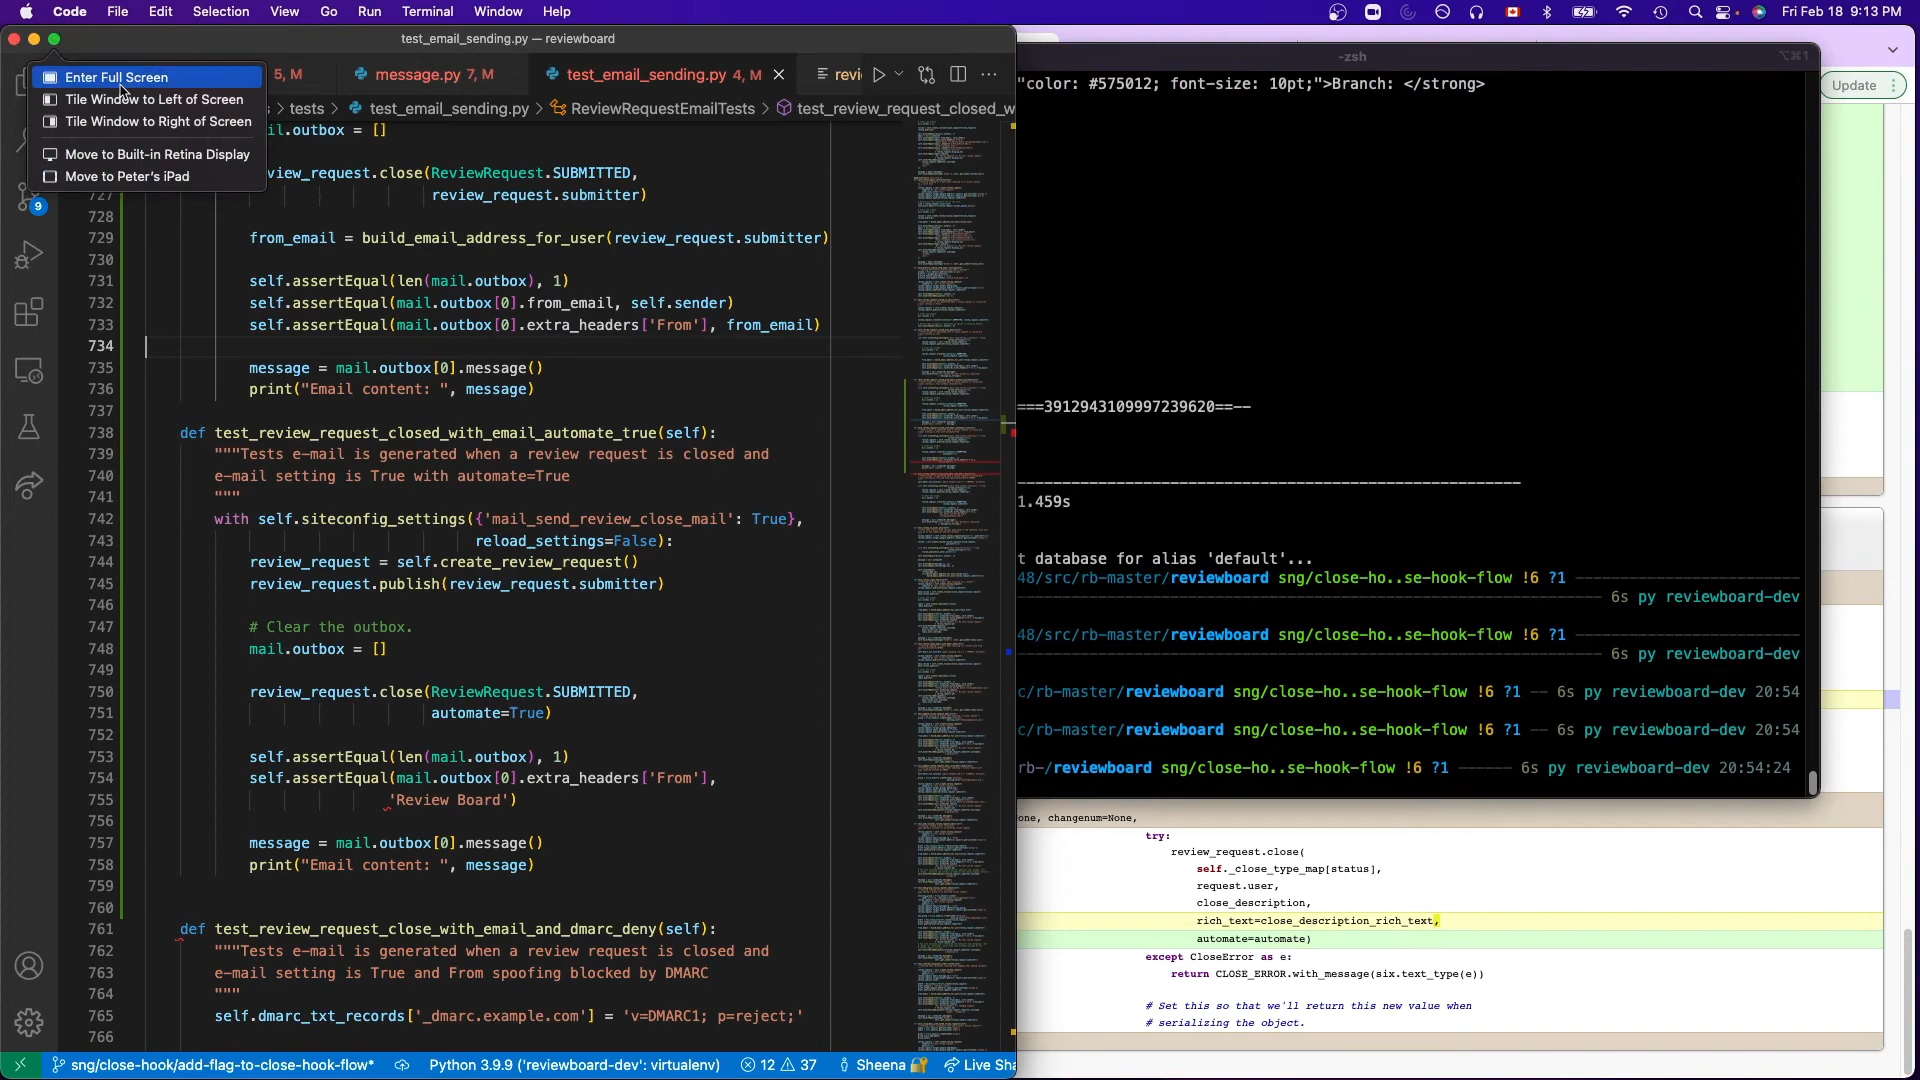 Code File Edit Selection View Go Run Terminal Window Help
Fri Feb 18 9:13 PM
test_email_sending.py — reviewboard
Enter Full Screen
Tile Window to Left of Screen
Tile Window to Right of Screen
Move to Built-in Retina Display
Move to Peter's iPad
5, M
message.py 7, M
test_email_sending.py 4, M
revi
> tests > test_email_sending.py > ReviewRequestEmailTests > test_review_request_closed_w
il.outbox = []
view_request.close(ReviewRequest.SUBMITTED,
727 review_request.submitter)
728
729 from_email = build_email_address_for_user(review_request.submitter)
730
731 self.assertEqual(len(mail.outbox), 1)
732 self.assertEqual(mail.outbox[0].from_email, self.sender)
733 self.assertEqual(mail.outbox[0].extra_headers['From'], from_email)
734
735 message = mail.outbox[0].message()
736 print("Email content: ", message)
737
738 def test_review_request_closed_with_email_automate_true(self):
739 """Tests e-mail is generated when a review request is closed and
740 e-mail setting is True with automate=True
741 """
742 with self.siteconfig_settings({'mail_send_review_close_mail': True},
743 reload_settings=False):
744 review_request = self.create_review_request()
745 review_request.publish(review_request.submitter)
746
747 # Clear the outbox.
748 mail.outbox = []
749
750 review_request.close(ReviewRequest.SUBMITTED,
751 automate=True)
752
753 self.assertEqual(len(mail.outbox), 1)
754 self.assertEqual(mail.outbox[0].extra_headers['From'],
755 'Review Board')
756
757 message = mail.outbox[0].message()
758 print("Email content: ", message)
759
760
761 def test_review_request_close_with_email_and_dmarc_deny(self):
762 """Tests e-mail is generated when a review request is closed and
763 e-mail setting is True and From spoofing blocked by DMARC
764 """
765 self.dmarc_txt_records['_dmarc.example.com'] = 'v=DMARC1; p=reject;'
766
9
sng/close-hook/add-flag-to-close-hook-flow* Python 3.9.9 ('reviewboard-dev': virtualenv) 12 37 Sheena Live Sha
-zsh
⌥⌘1
"color: #575012; font-size: 10pt;">Branch: </strong>
===3912943109997239620==--
1.459s
t database for alias 'default'...
48/src/rb-master/reviewboard sng/close-ho..se-hook-flow !6 ?1
6s py reviewboard-dev
48/src/rb-master/reviewboard sng/close-ho..se-hook-flow !6 ?1
6s py reviewboard-dev
c/rb-master/reviewboard sng/close-ho..se-hook-flow !6 ?1 6s py reviewboard-dev 20:54
c/rb-master/reviewboard sng/close-ho..se-hook-flow !6 ?1 6s py reviewboard-dev 20:54
rb-/reviewboard sng/close-ho..se-hook-flow !6 ?1 6s py reviewboard-dev 20:54:24
Update
one, changenum=None,
try:
review_request.close(
self._close_type_map[status],
request.user,
close_description,
rich_text=close_description_rich_text,
automate=automate)
except CloseError as e:
return CLOSE_ERROR.with_message(six.text_type(e))
# Set this so that we'll return this new value when
# serializing the object.